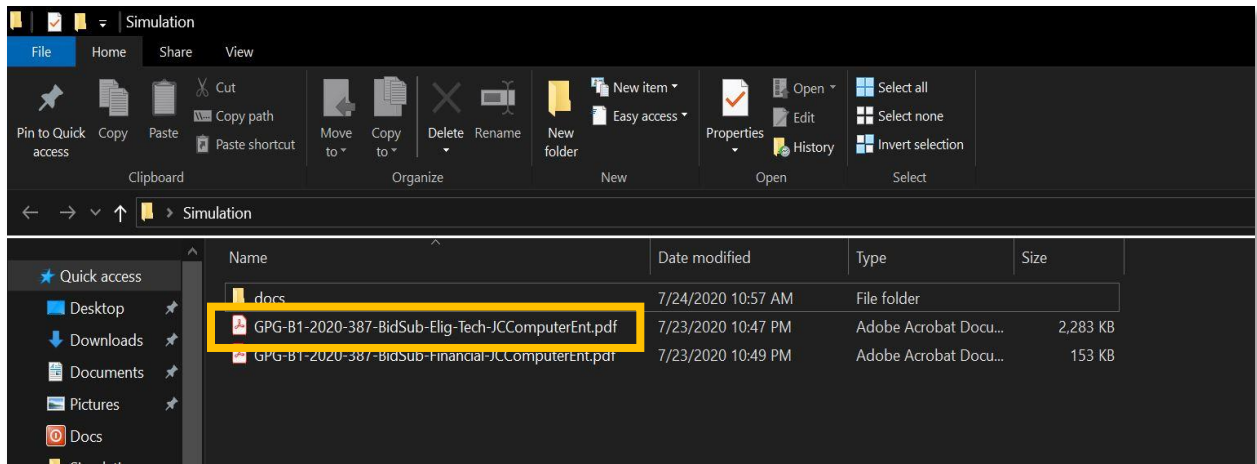 Simulation
File Home Share View
Pin to Quick access
Copy
Paste
Cut
Copy path
Paste shortcut
Clipboard
Move to
Copy to
Delete
Rename
Organize
New folder
New item
Easy access
New
Properties
Open
Edit
History
Open
Select all
Select none
Invert selection
Select
Simulation
Name Date modified Type Size
Quick access
Desktop
Downloads
Documents
Pictures
Docs
docs 7/24/2020 10:57 AM File folder
GPG-B1-2020-387-BidSub-Elig-Tech-JCComputerEnt.pdf 7/23/2020 10:47 PM Adobe Acrobat Docu... 2,283 KB
GPG-B1-2020-387-BidSub-Financial-JCComputerEnt.pdf 7/23/2020 10:49 PM Adobe Acrobat Docu... 153 KB